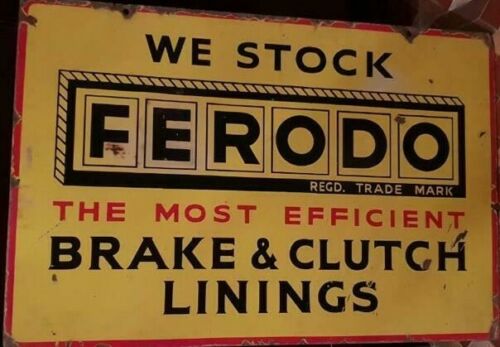 WE STOCK
FERODO
REGD. TRADE MARK
THE MOST EFFICIENT
BRAKE & CLUTCH
LININGS